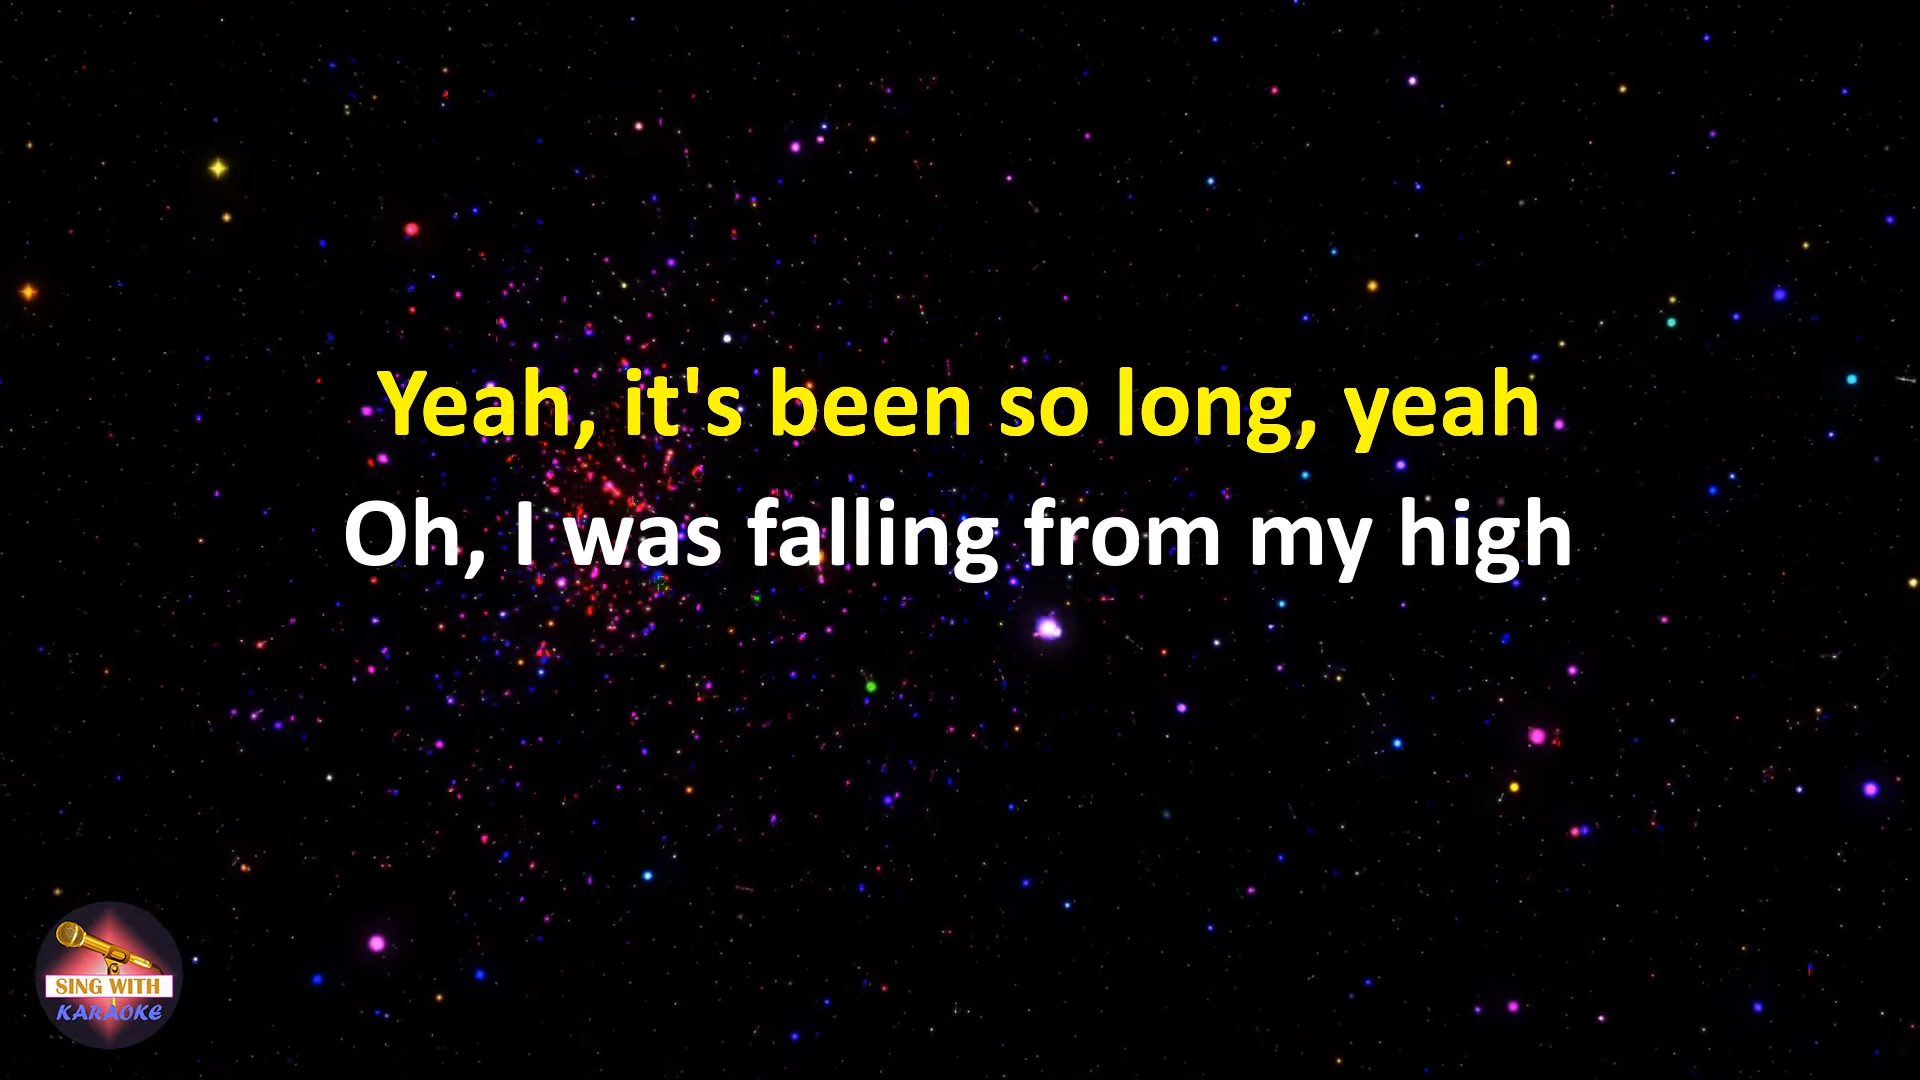 Yeah, it's been so long, yeah
Oh, I was falling from my high
SING WITH
KARAOKE